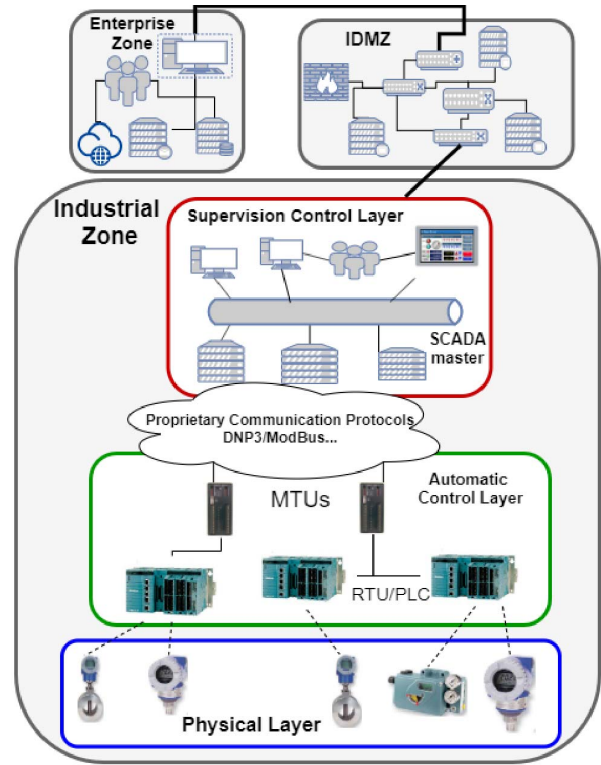 Enterprise
Zone
IDMZ
Industrial
Zone
Supervision Control Layer
SCADA
master
Proprietary Communication Protocols
DNP3/ModBus...
MTUs
Automatic
Control Layer
RTU/PLC
Physical Layer